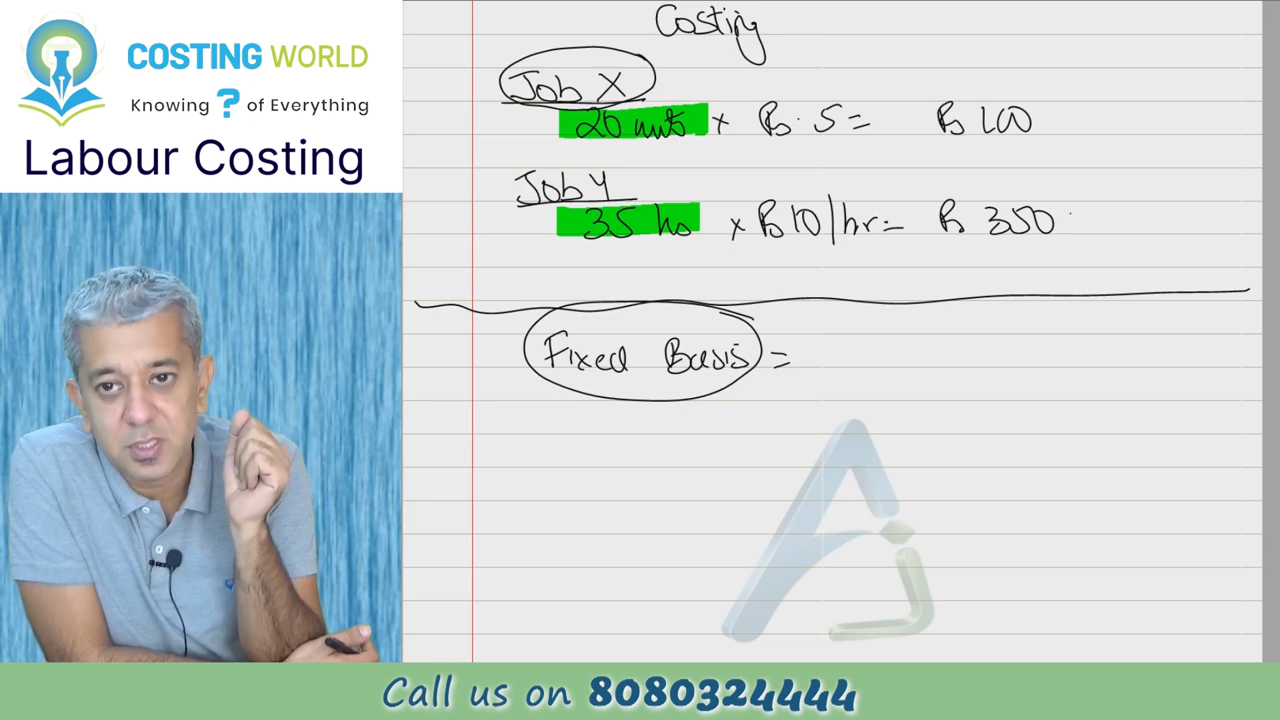 COSTING WORLD
Knowing ? of Everything
Labour Costing
Costing
Job X
20 units × Rs. 5 = Rs 100
Job Y
35 hrs × Rs 10/hr = Rs 350
Fixed Basis =
Call us on 8080324444